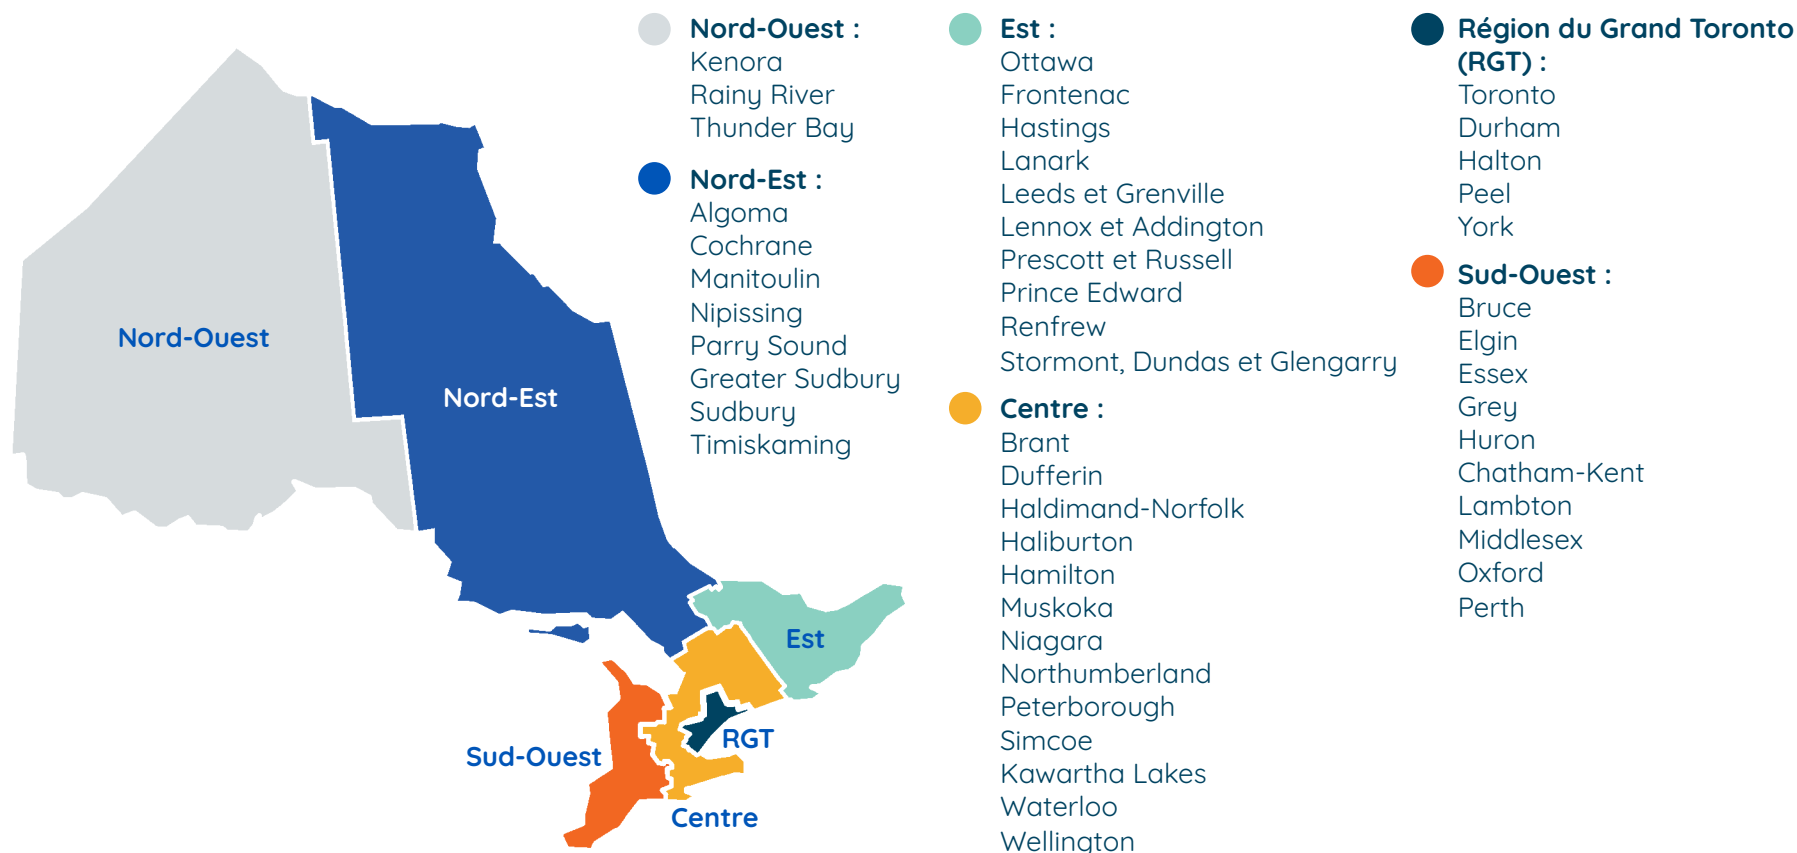 Nord-Ouest :
Kenora
Rainy River
Thunder Bay
Nord-Est :
Algoma
Cochrane
Manitoulin
Nipissing
Parry Sound
Greater Sudbury
Sudbury
Timiskaming
Est :
Ottawa
Frontenac
Hastings
Lanark
Leeds et Grenville
Lennox et Addington
Prescott et Russell
Prince Edward
Renfrew
Stormont, Dundas et Glengarry
Centre :
Brant
Dufferin
Haldimand-Norfolk
Haliburton
Hamilton
Muskoka
Niagara
Northumberland
Peterborough
Simcoe
Kawartha Lakes
Waterloo
Wellington
Région du Grand Toronto
(RGT) :
Toronto
Durham
Halton
Peel
York
Sud-Ouest :
Bruce
Elgin
Essex
Grey
Huron
Chatham-Kent
Lambton
Middlesex
Oxford
Perth
Nord-Ouest
Nord-Est
Est
RGT
Sud-Ouest
Centre